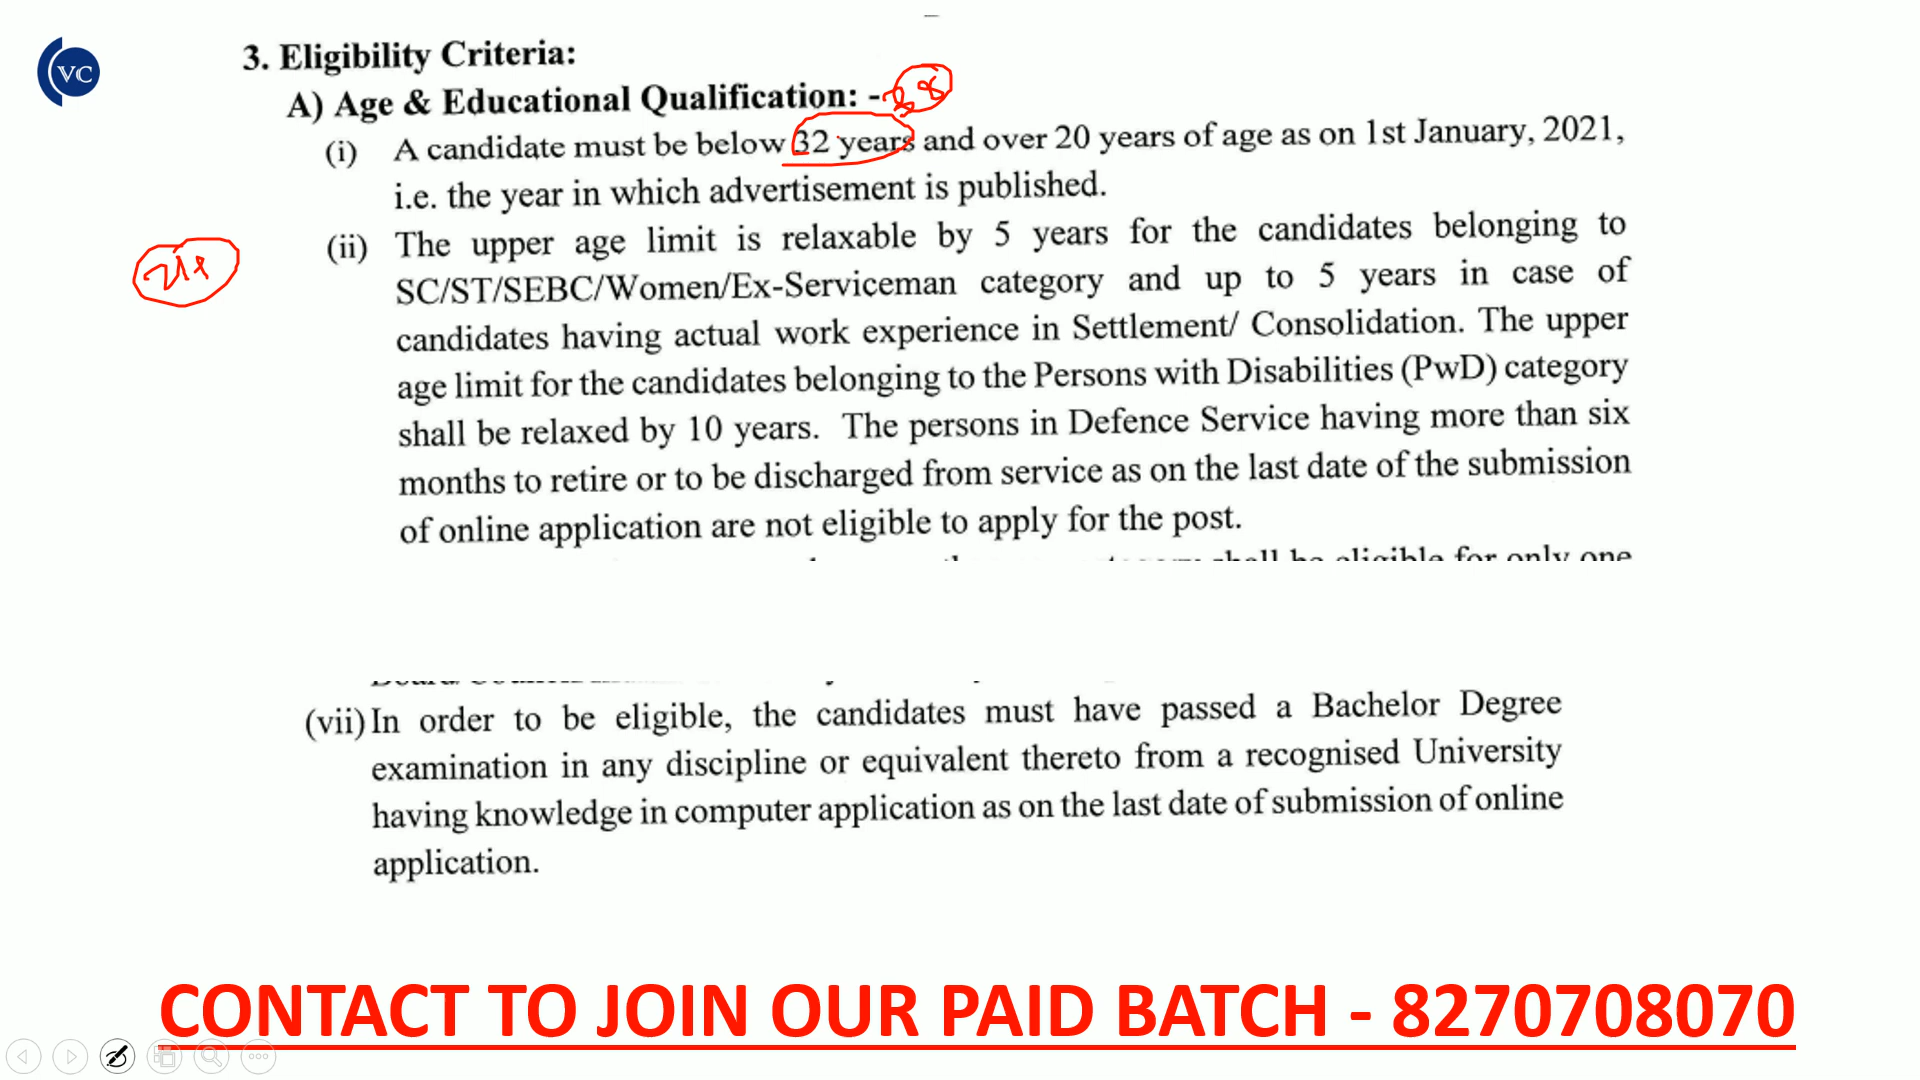 VC
3. Eligibility Criteria:
A) Age & Educational Qualification: -
(i) A candidate must be below 32 years and over 20 years of age as on 1st January, 2021,
i.e. the year in which advertisement is published.
(ii) The upper age limit is relaxable by 5 years for the candidates belonging to
SC/ST/SEBC/Women/Ex-Serviceman category and up to 5 years in case of
candidates having actual work experience in Settlement/ Consolidation. The upper
age limit for the candidates belonging to the Persons with Disabilities (PwD) category
shall be relaxed by 10 years. The persons in Defence Service having more than six
months to retire or to be discharged from service as on the last date of the submission
of online application are not eligible to apply for the post.
shall be eligible for only one
(vii) In order to be eligible, the candidates must have passed a Bachelor Degree
examination in any discipline or equivalent thereto from a recognised University
having knowledge in computer application as on the last date of submission of online
application.
CONTACT TO JOIN OUR PAID BATCH - 8270708070